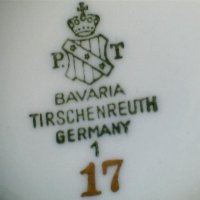 P. T
BAVARIA
TIRSCHENREUTH
GERMANY
1
17